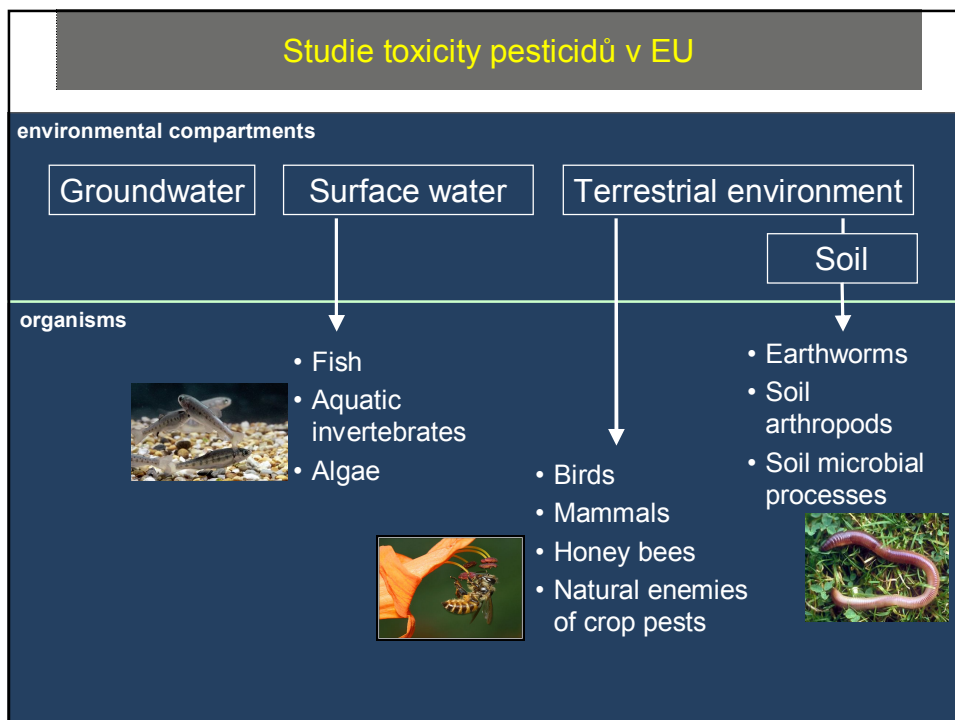 Studie toxicity pesticidů v EU
environmental compartments
Groundwater
Surface water
Terrestrial environment
Soil
organisms
• Fish
• Aquatic
invertebrates
• Algae
• Birds
• Mammals
• Honey bees
• Natural enemies
of crop pests
• Earthworms
• Soil
arthropods
• Soil microbial
processes